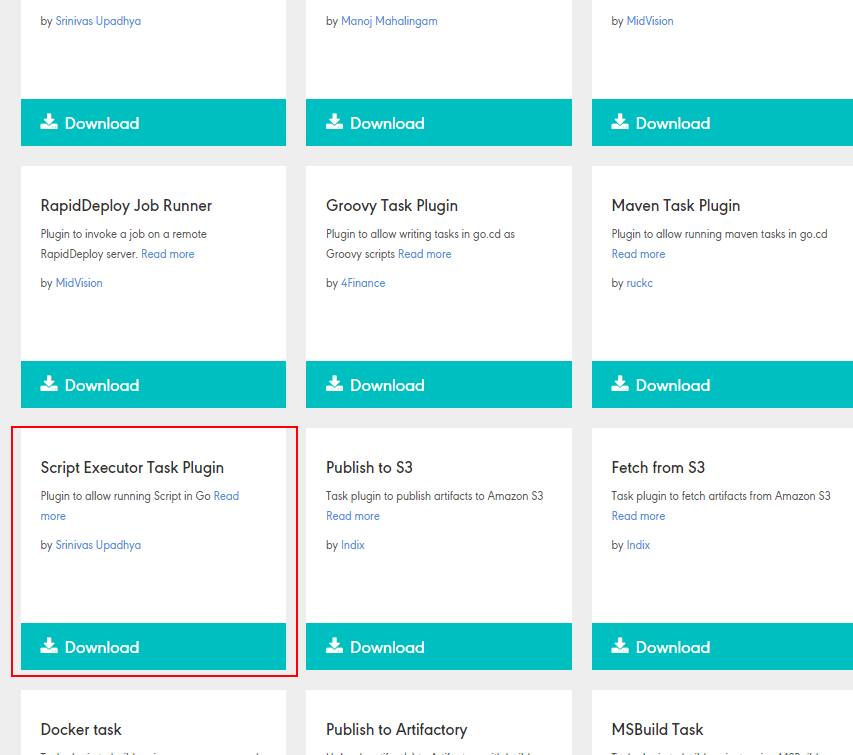 by Srinivas Upadhya
by Manoj Mahalingam
by MidVision
Download
Download
Download
RapidDeploy Job Runner
Plugin to invoke a job on a remote
RapidDeploy server. Read more
by MidVision
Groovy Task Plugin
Plugin to allow writing tasks in go.cd as
Groovy scripts Read more
by 4Finance
Maven Task Plugin
Plugin to allow running maven tasks in go.cd
Read more
by ruckc
Download
Download
Download
Script Executor Task Plugin
Plugin to allow running Script in Go Read
more
by Srinivas Upadhya
Publish to S3
Task plugin to publish artifacts to Amazon S3
Read more
by Indix
Fetch from S3
Task plugin to fetch artifacts from Amazon S3
Read more
by Indix
Download
Download
Download
Docker task
Publish to Artifactory
MSBuild Task